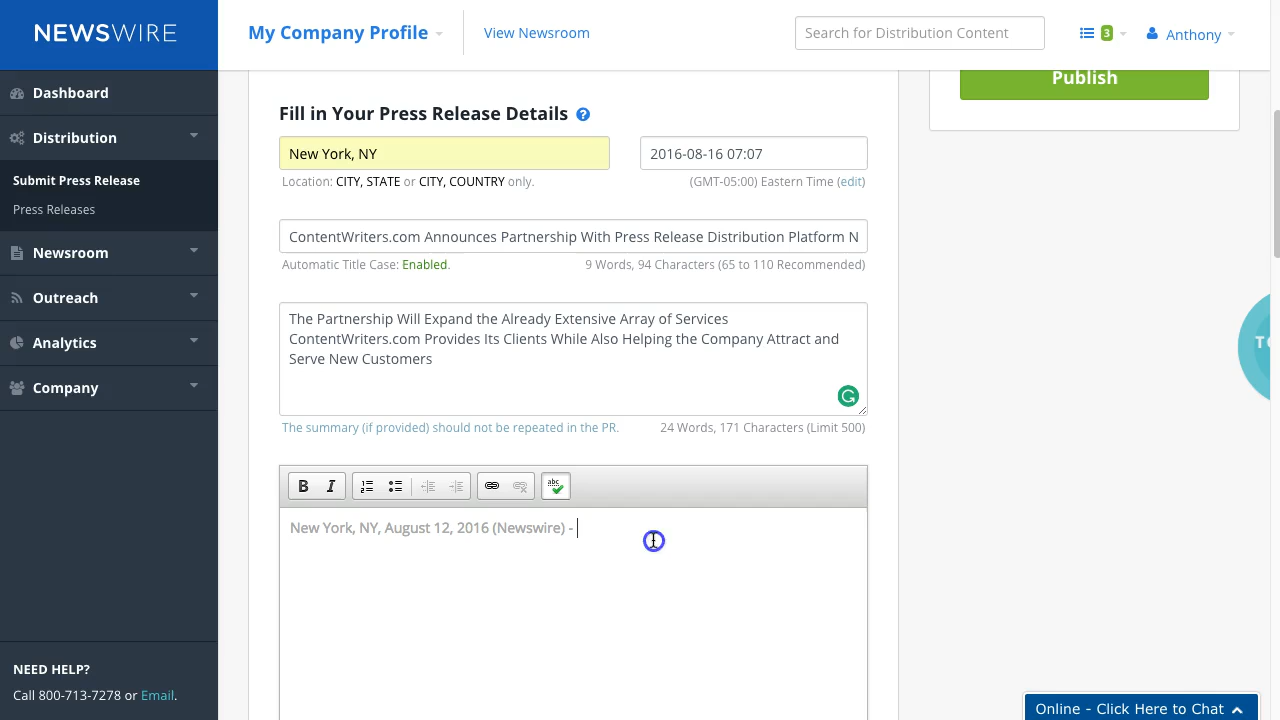 NEWSWIRE
My Company Profile
View Newsroom
Search for Distribution Content
3
Anthony
Dashboard
Distribution
Submit Press Release
Press Releases
Newsroom
Outreach
Analytics
Company
NEED HELP?
Call 800-713-7278 or Email.
Publish
Fill in Your Press Release Details ?
New York, NY
2016-08-16 07:07
Location: CITY, STATE or CITY, COUNTRY only.
(GMT-05:00) Eastern Time (edit)
ContentWriters.com Announces Partnership With Press Release Distribution Platform N
Automatic Title Case: Enabled.
9 Words, 94 Characters (65 to 110 Recommended)
The Partnership Will Expand the Already Extensive Array of Services
ContentWriters.com Provides Its Clients While Also Helping the Company Attract and
Serve New Customers
The summary (if provided) should not be repeated in the PR.
24 Words, 171 Characters (Limit 500)
B I
abc
New York, NY, August 12, 2016 (Newswire) -
Online - Click Here to Chat